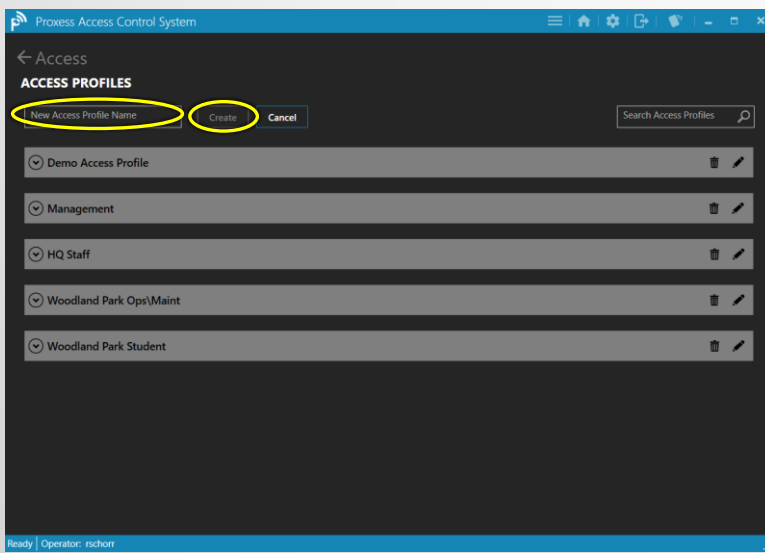 Proxess Access Control System
Access
ACCESS PROFILES
New Access Profile Name Create Cancel Search Access Profiles
Demo Access Profile
Management
HQ Staff
Woodland Park Ops\Maint
Woodland Park Student
Ready Operator: rschorr